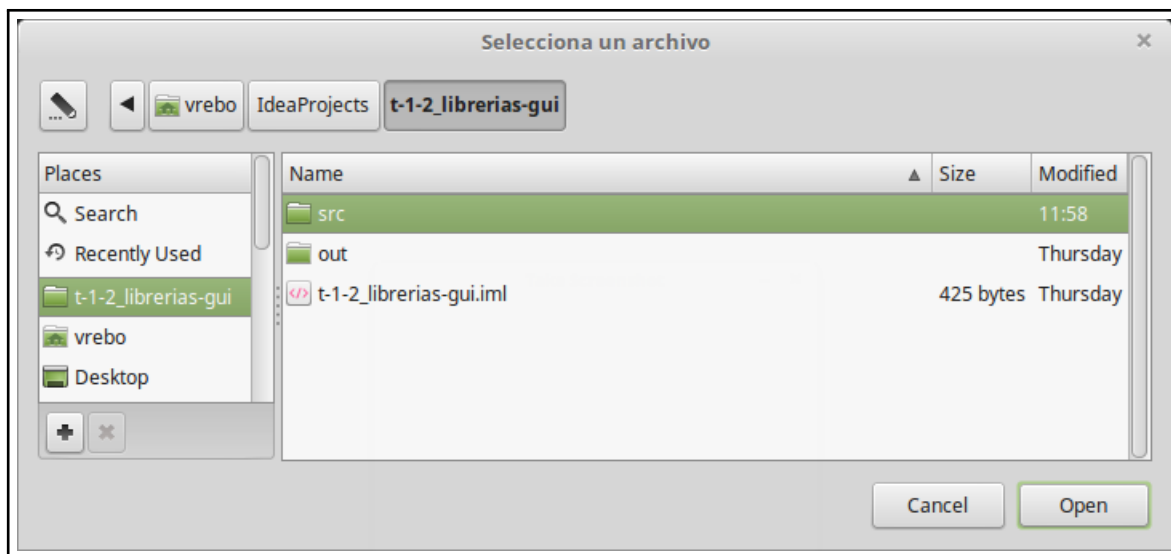 Selecciona un archivo
vrebo IdeaProjects t-1-2_librerias-gui
Places
Search
Recently Used
t-1-2_librerias-gui
vrebo
Desktop
Name Size Modified
src 11:58
out Thursday
t-1-2_librerias-gui.iml 425 bytes Thursday
Cancel Open